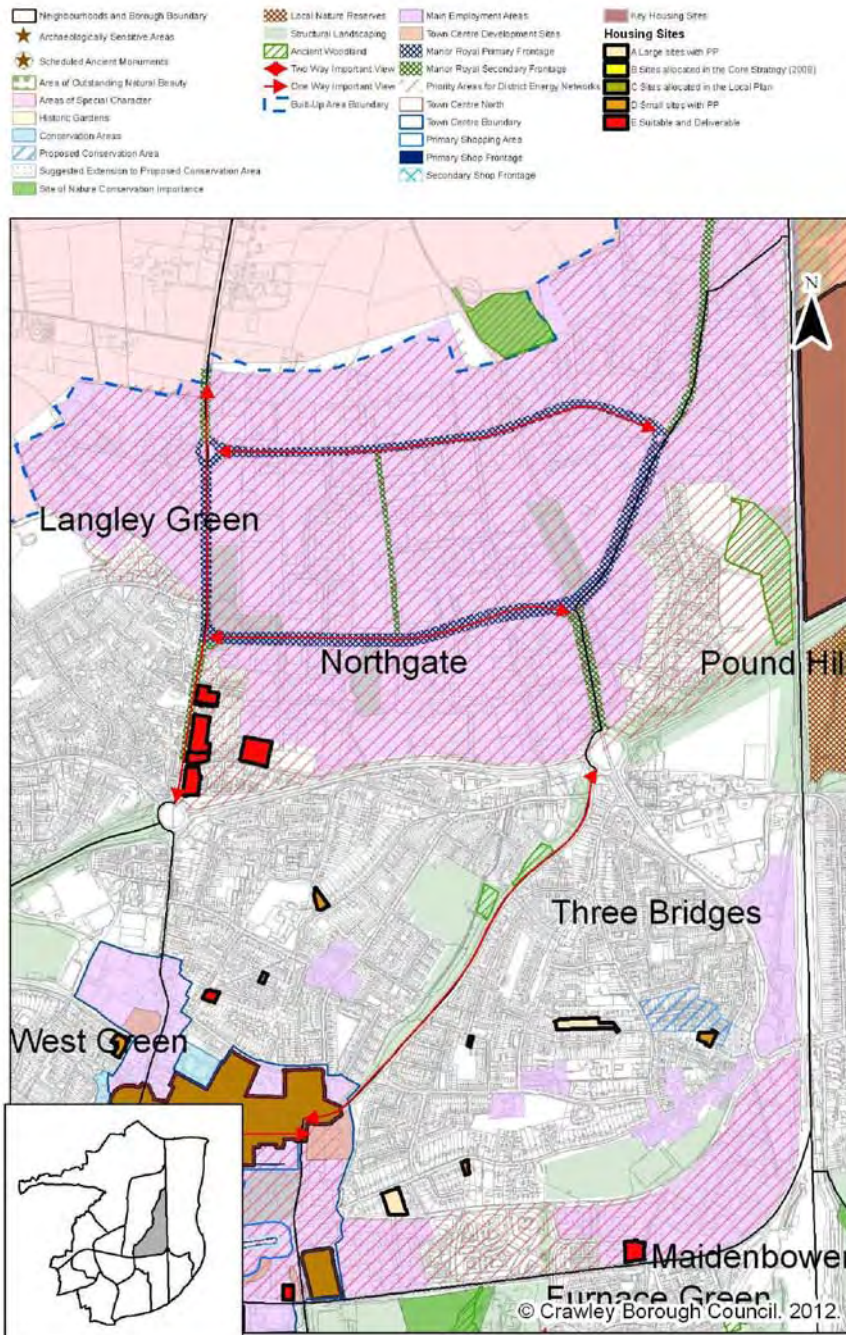 Neighbourhoods and Borough Boundary
Archaeologically Sensitive Areas
Scheduled Ancient Monuments
Area of Outstanding Natural Beauty
Areas of Special Character
Historic Gardens
Conservation Areas
Proposed Conservation Area
Suggested Extension to Proposed Conservation Area
Site of Nature Conservation Importance
Local Nature Reserves
Structural Landscaping
Ancient Woodland
Two Way Important View
One Way Important View
Built-Up Area Boundary
Main Employment Areas
Town Centre Development Sites
Manor Royal Primary Frontage
Manor Royal Secondary Frontage
Priority Areas for District Energy Networks
Town Centre North
Town Centre Boundary
Primary Shopping Area
Primary Shop Frontage
Secondary Shop Frontage
Key Housing Sites
Housing Sites
A Large sites with PP
B Sites allocated in the Core Strategy (2008)
C Sites allocated in the Local Plan
D Small sites with PP
E Suitable and Deliverable
N
Langley Green
Northgate
Pound Hil
Three Bridges
West Green
Maidenbower
Furnace Green
© Crawley Borough Council. 2012.